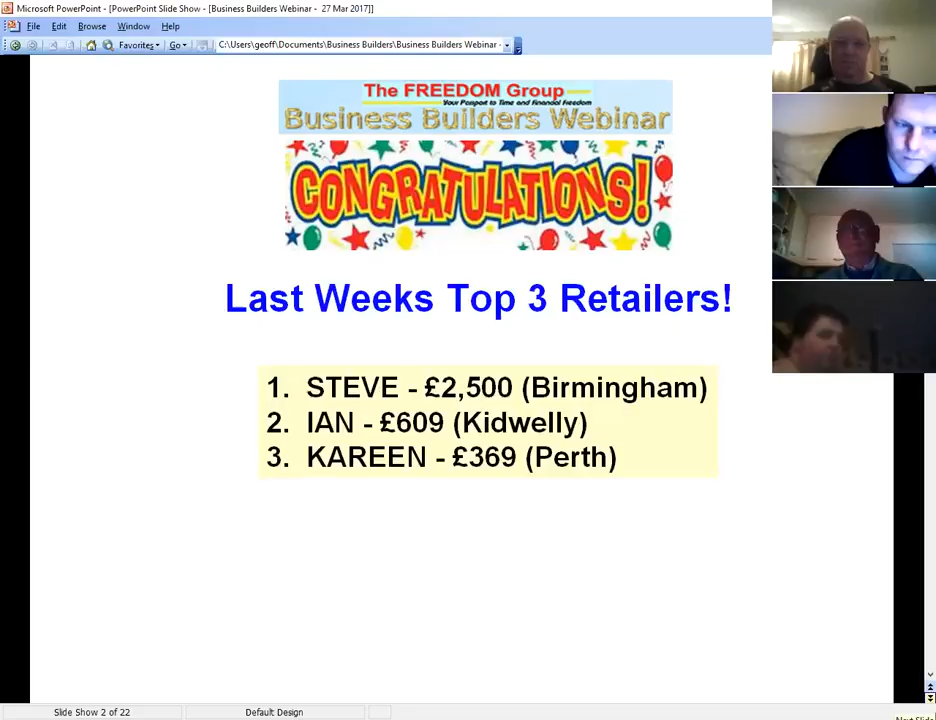 Microsoft PowerPoint - [PowerPoint Slide Show - [Business Builders Webinar - 27 Mar 2017]]
File Edit Browse Window Help
Favorites Go C:\Users\geoff\Documents\Business Builders\Business Builders Webinar -
The FREEDOM Group
Your Passport to Time and Financial Freedom
Business Builders Webinar
CONGRATULATIONS!
Last Weeks Top 3 Retailers!
1. STEVE - £2,500 (Birmingham)
2. IAN - £609 (Kidwelly)
3. KAREEN - £369 (Perth)
Slide Show 2 of 22 Default Design